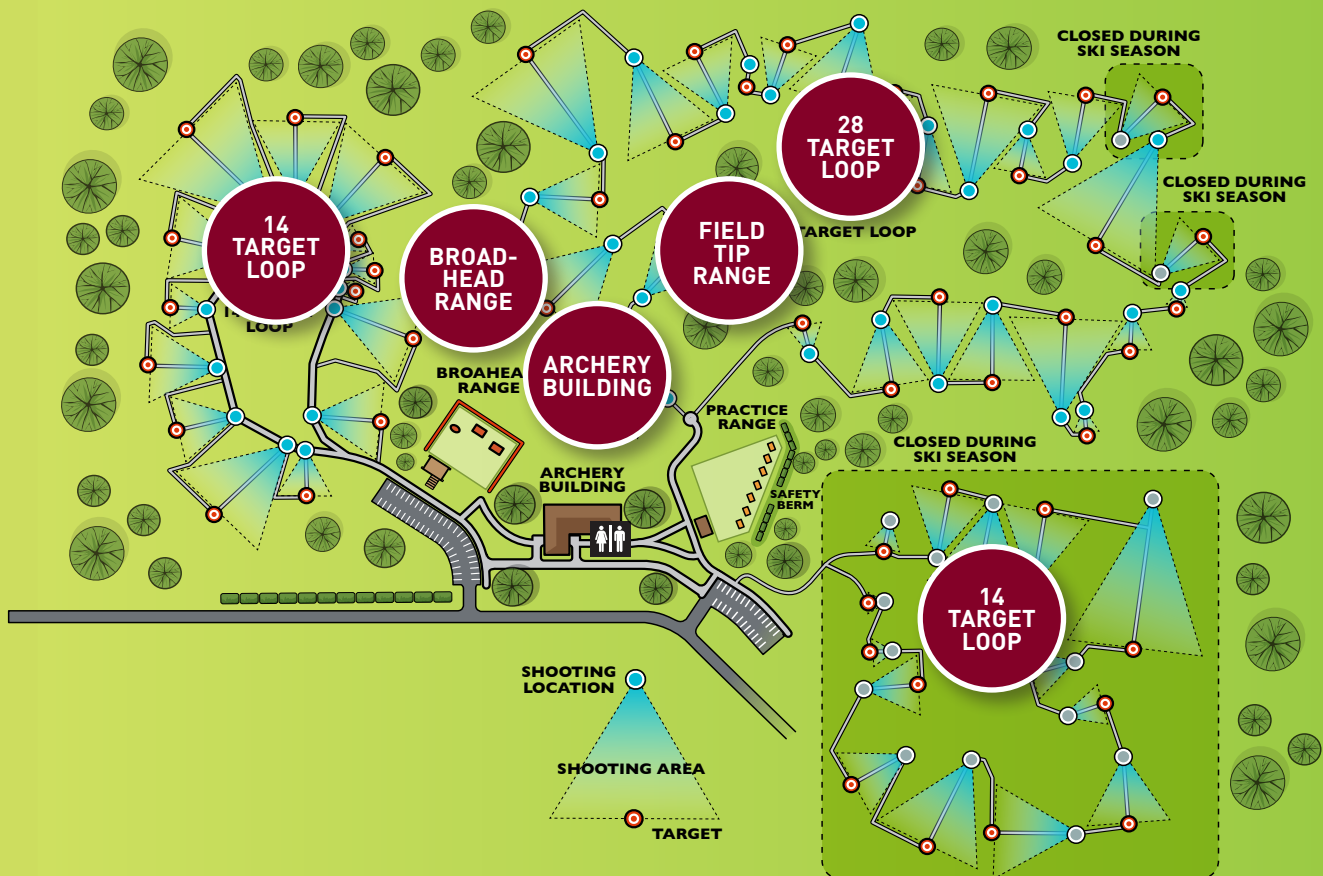 CLOSED DURING
SKI SEASON
28
TARGET
LOOP
CLOSED DURING
SKI SEASON
14
TARGET
LOOP
FIELD
TIP
RANGE
TARGET LOOP
BROAD-
HEAD
RANGE
LOOP
ARCHERY
BUILDING
BROAHEA
RANGE
PRACTICE
RANGE
CLOSED DURING
SKI SEASON
ARCHERY
BUILDING
SAFETY
BERM
14
TARGET
LOOP
SHOOTING
LOCATION
SHOOTING AREA
TARGET